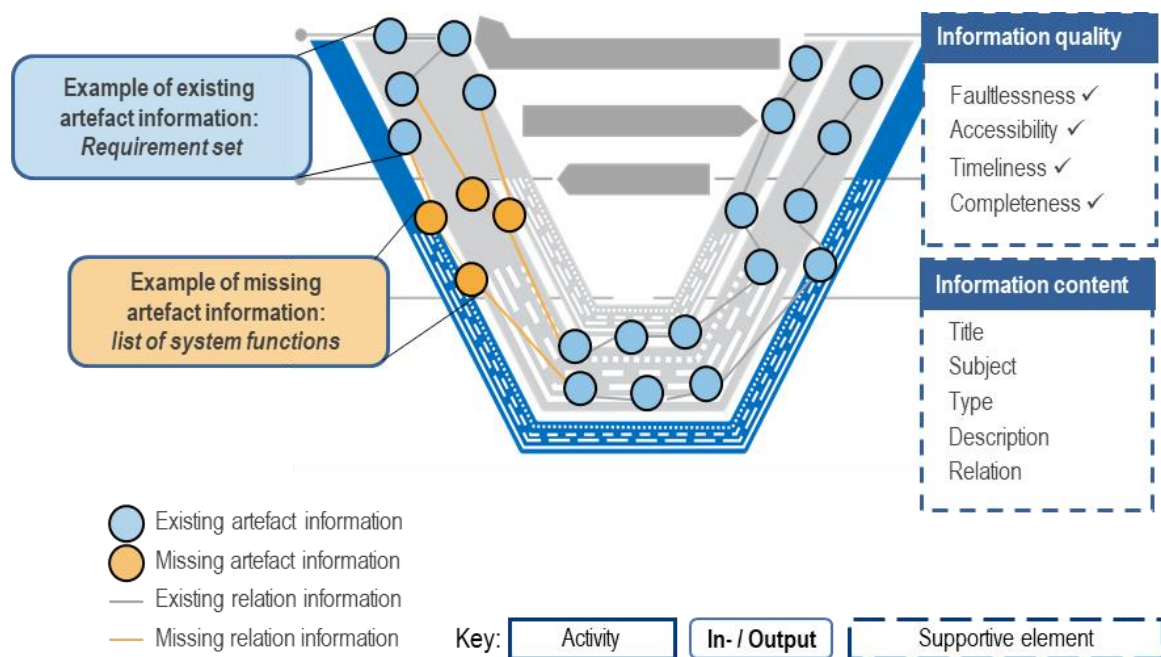 Example of existing
artefact information:
Requirement set
Example of missing
artefact information:
list of system functions
Information quality
Faultlessness ✓
Accessibility ✓
Timeliness ✓
Completeness ✓
Information content
Title
Subject
Type
Description
Relation
Existing artefact information
Missing artefact information
Existing relation information
Missing relation information
Key:
Activity
In- / Output
Supportive element